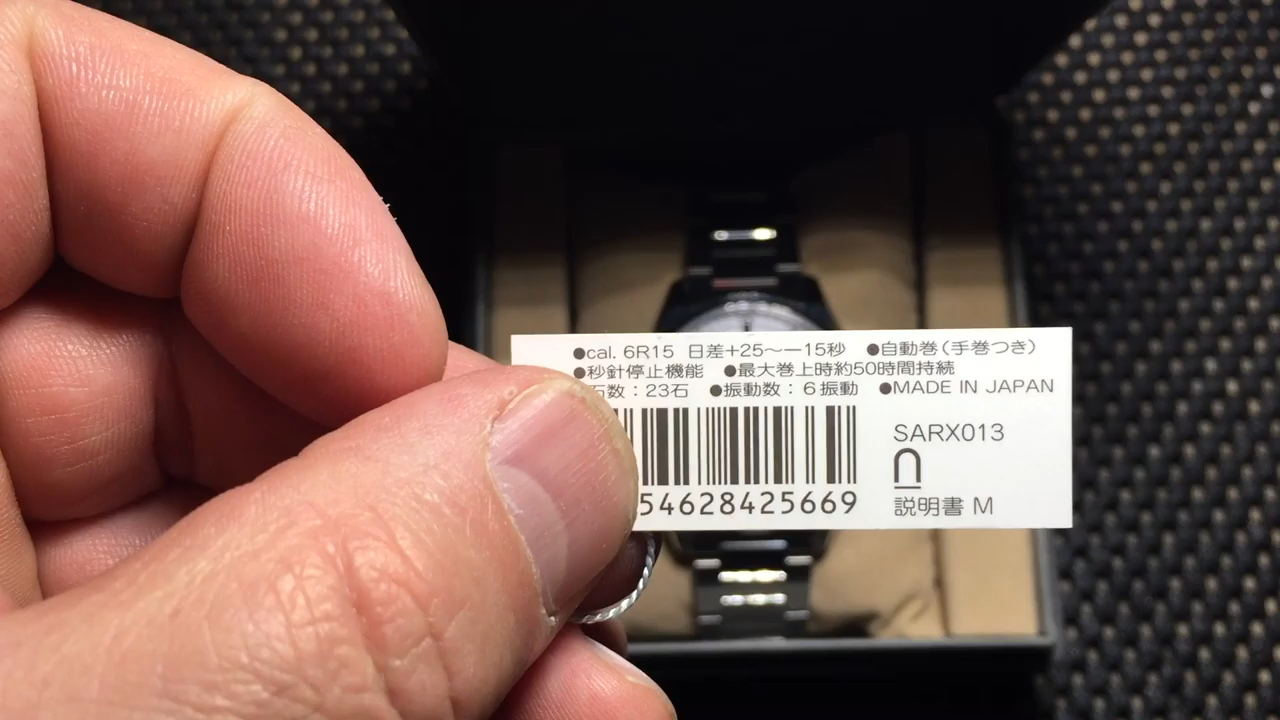 ●cal. 6R15 日差+25～－15秒 ●自動巻(手巻つき)
●秒針停止機能 ●最大巻上時約50時間持続
石数：23石 ●振動数：6振動 ●MADE IN JAPAN
SARX013
54628425669
説明書 M